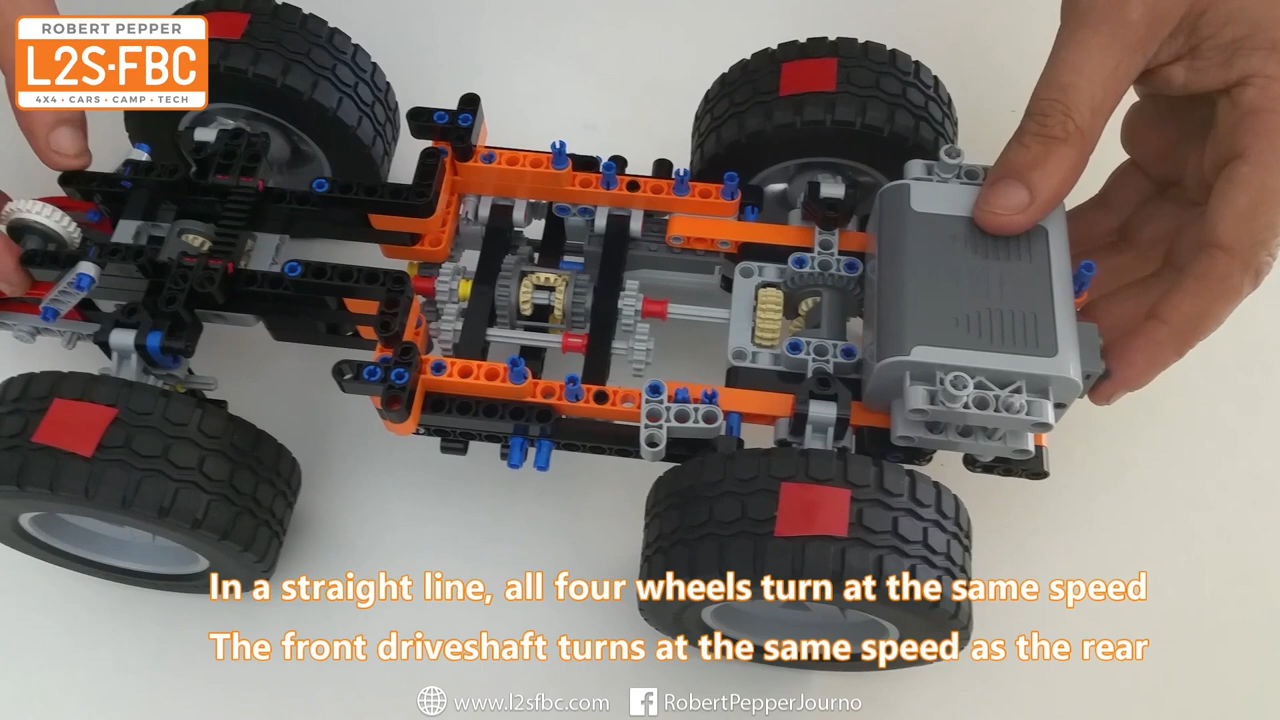 ROBERT PEPPER
L2S·FBC
4X4 · CARS · CAMP · TECH
In a straight line, all four wheels turn at the same speed
The front driveshaft turns at the same speed as the rear
www.l2sfbc.com RobertPepperJourno